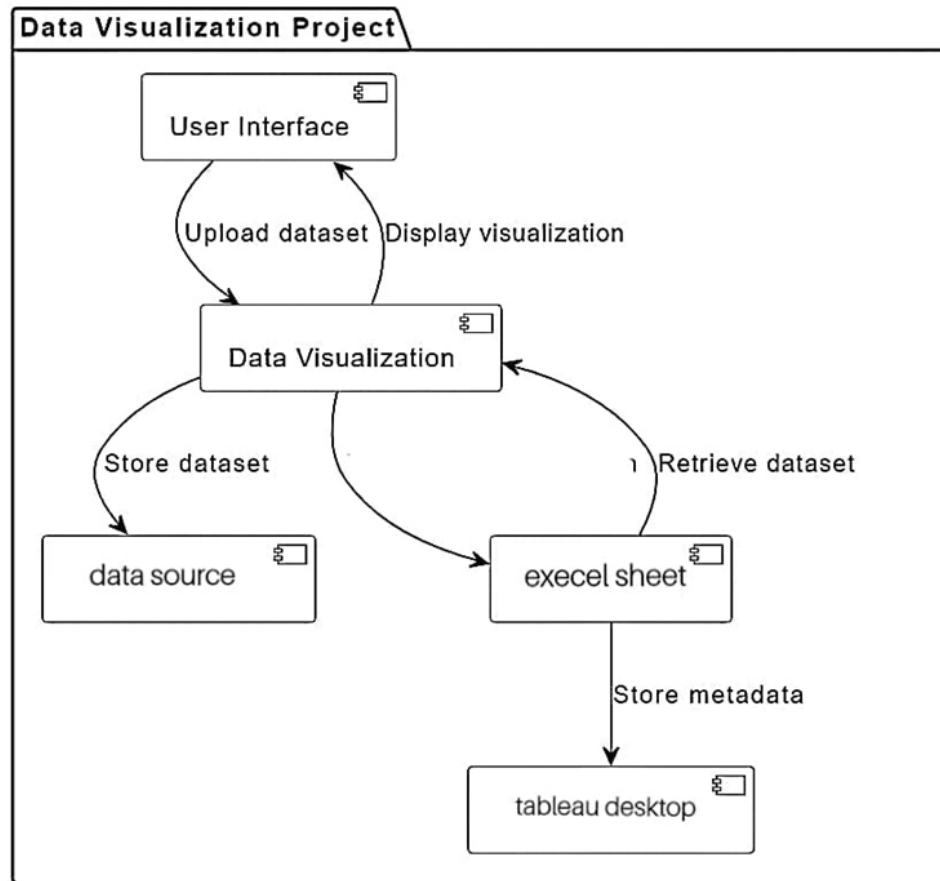 Data Visualization Project
User Interface
Upload dataset
Display visualization
Data Visualization
Store dataset
Retrieve dataset
data source
execel sheet
Store metadata
tableau desktop